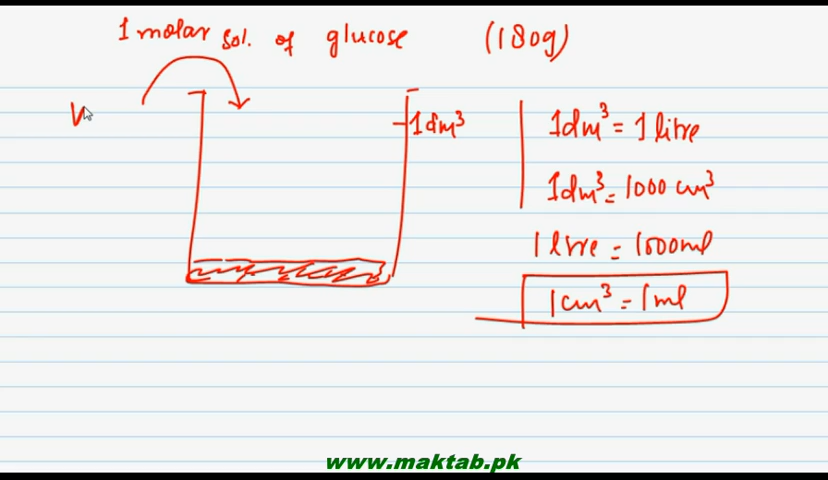 1 molar sol. of glucose (180g)
W
1dm³
1dm³ = 1 litre
1dm³ = 1000 cm³
1 litre = 1000ml
1cm³ = 1ml
www.maktab.pk